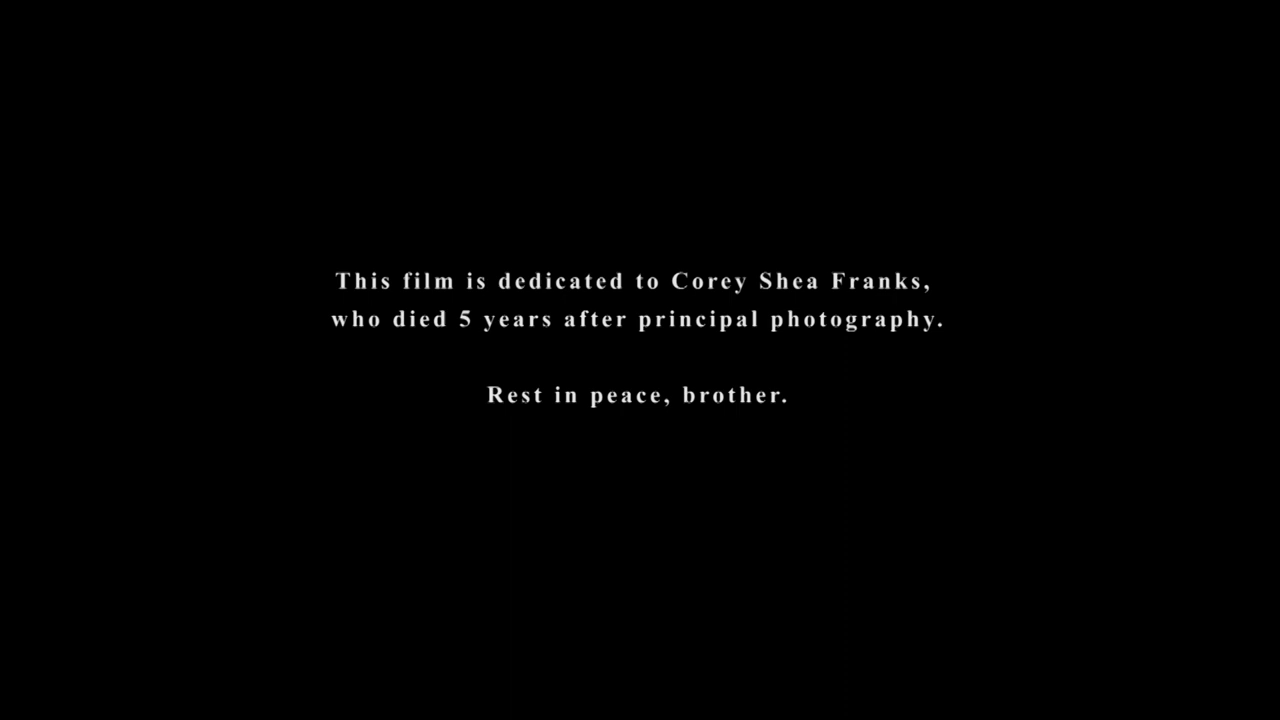 This film is dedicated to Corey Shea Franks,
who died 5 years after principal photography.
Rest in peace, brother.